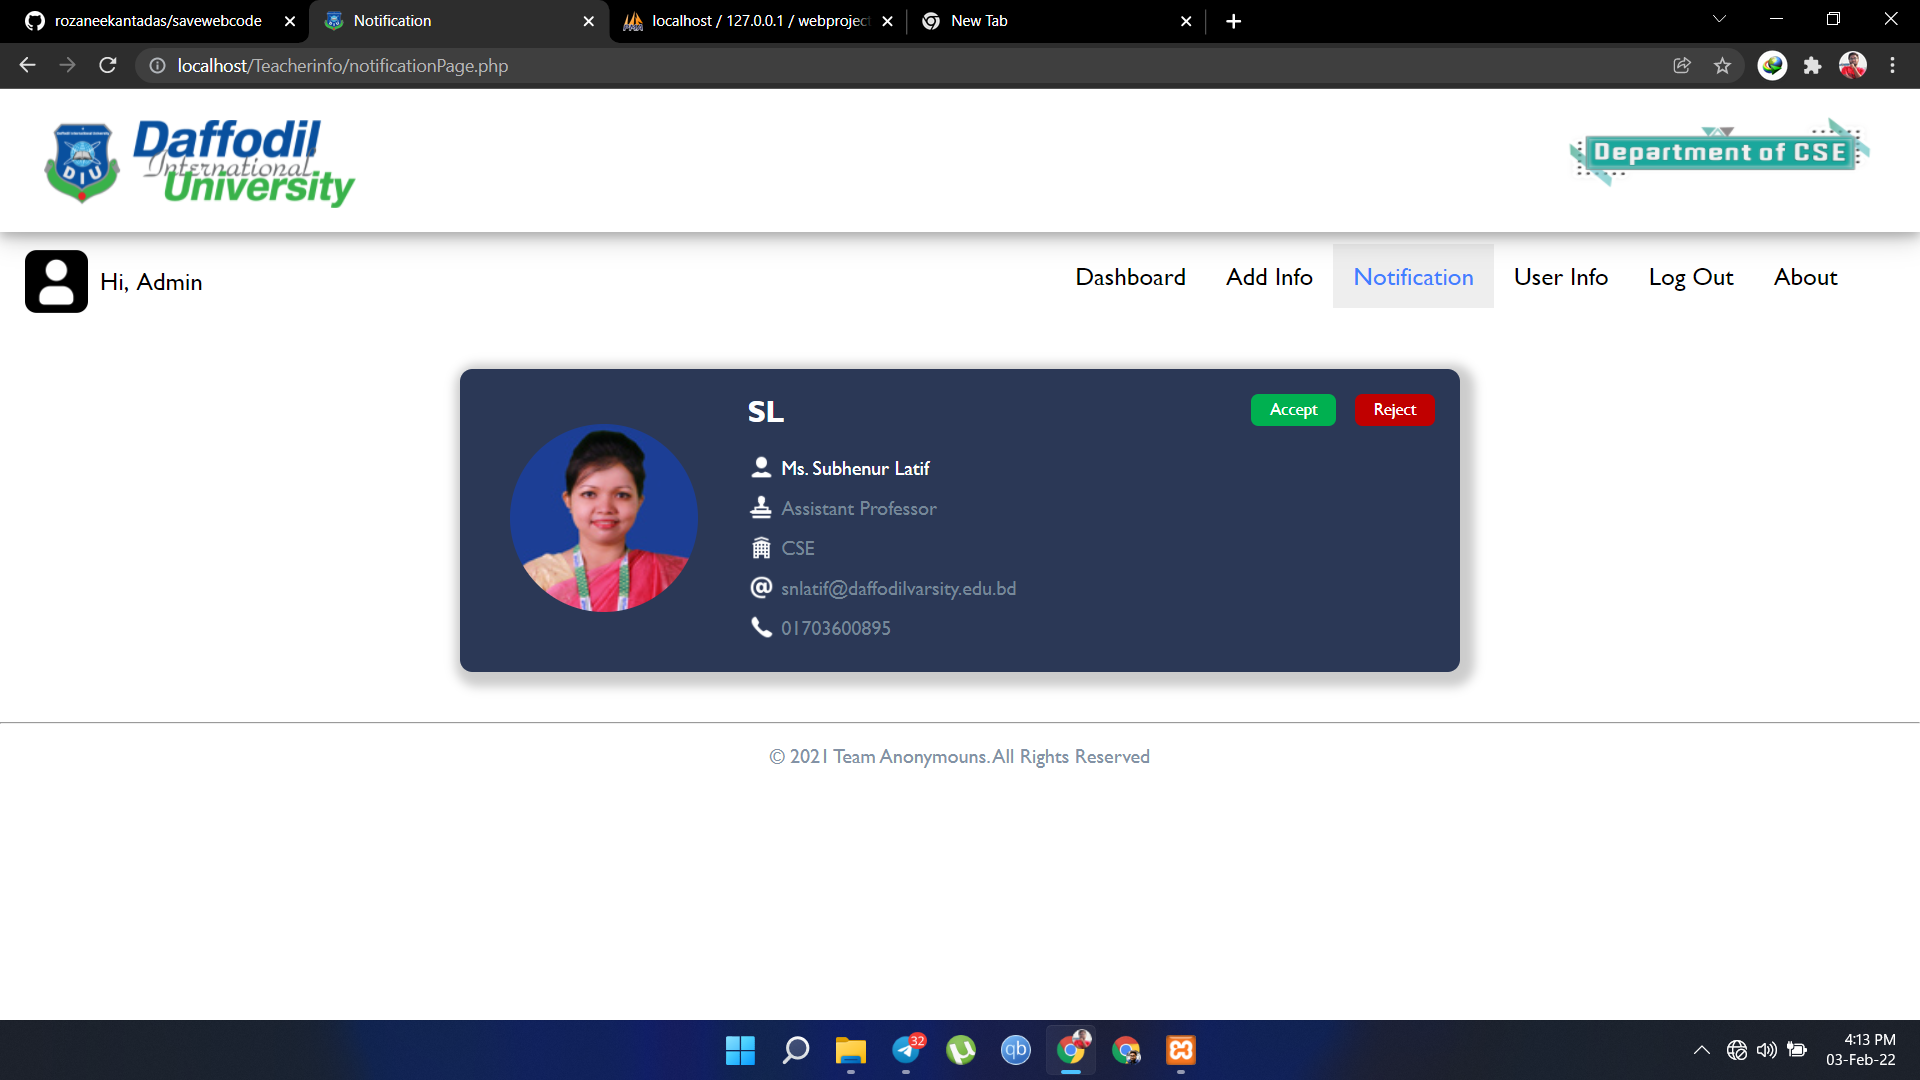 rozaneekantadas/savewebcode
Notification
localhost / 127.0.0.1 / webproject
New Tab
localhost/Teacherinfo/notificationPage.php
Daffodil
International
University
DIU
Department of CSE
Hi, Admin
Dashboard
Add Info
Notification
User Info
Log Out
About
SL
Accept
Reject
Ms. Subhenur Latif
Assistant Professor
CSE
snlatif@daffodilvarsity.edu.bd
01703600895
© 2021 Team Anonymouns. All Rights Reserved
32
qb
4:13 PM
03-Feb-22